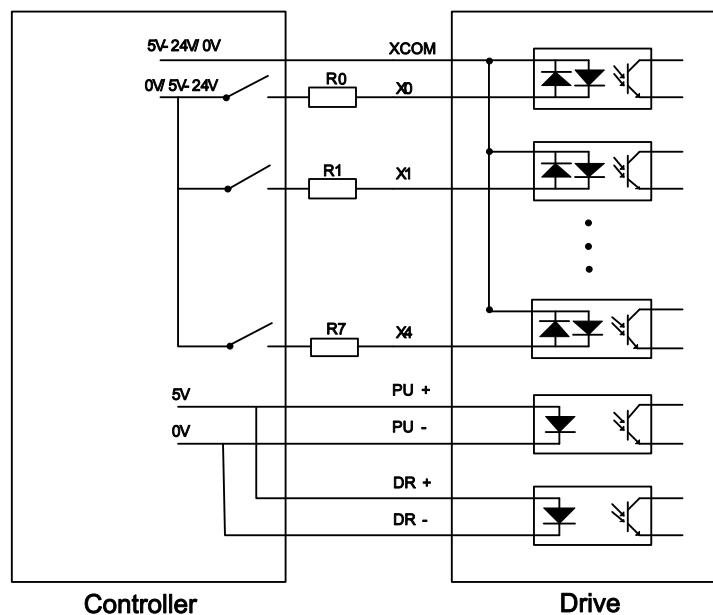 5V-24V/0V
XCOM
0V/5V-24V
R0
X0
R1
X1
R7
X4
5V
PU +
0V
PU -
DR +
DR -
Controller
Drive